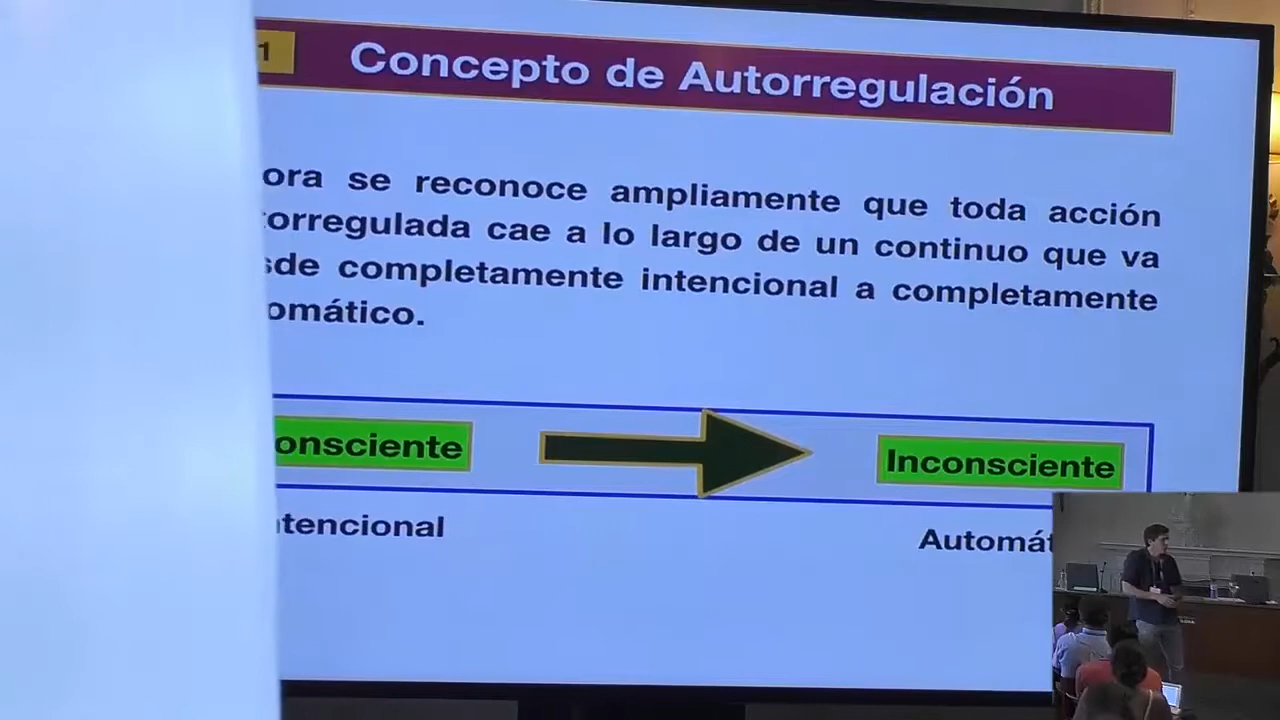 1 Concepto de Autorregulación
ora se reconoce ampliamente que toda acción
orregulada cae a lo largo de un continuo que va
sde completamente intencional a completamente
omático.
onsciente
Inconsciente
tencional
Automát